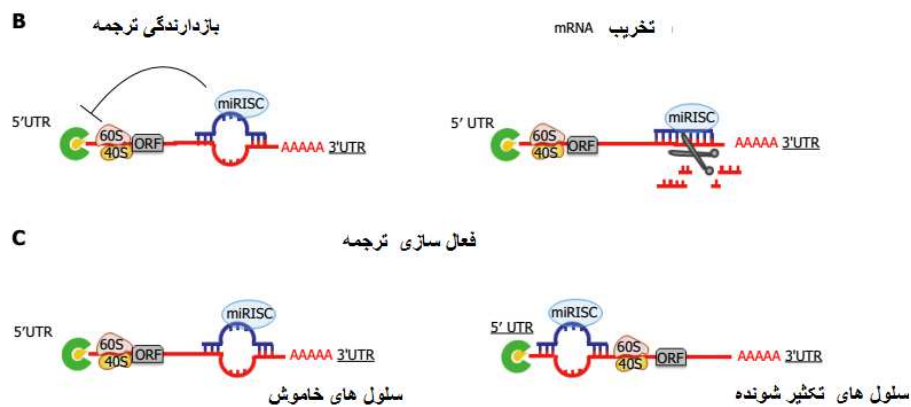 B بازدارندگی ترجمه
mRNA تخریب
miRISC
5'UTR
60S
40S
ORF
AAAAA 3'UTR
miRISC
5' UTR
60S
40S
ORF
AAAAA 3'UTR
C فعال سازی ترجمه
miRISC
5'UTR
60S
40S
ORF
AAAAA 3'UTR
سلول های خاموش
miRISC
5' UTR
60S
40S
ORF
AAAAA 3'UTR
سلول های تکثیر شونده